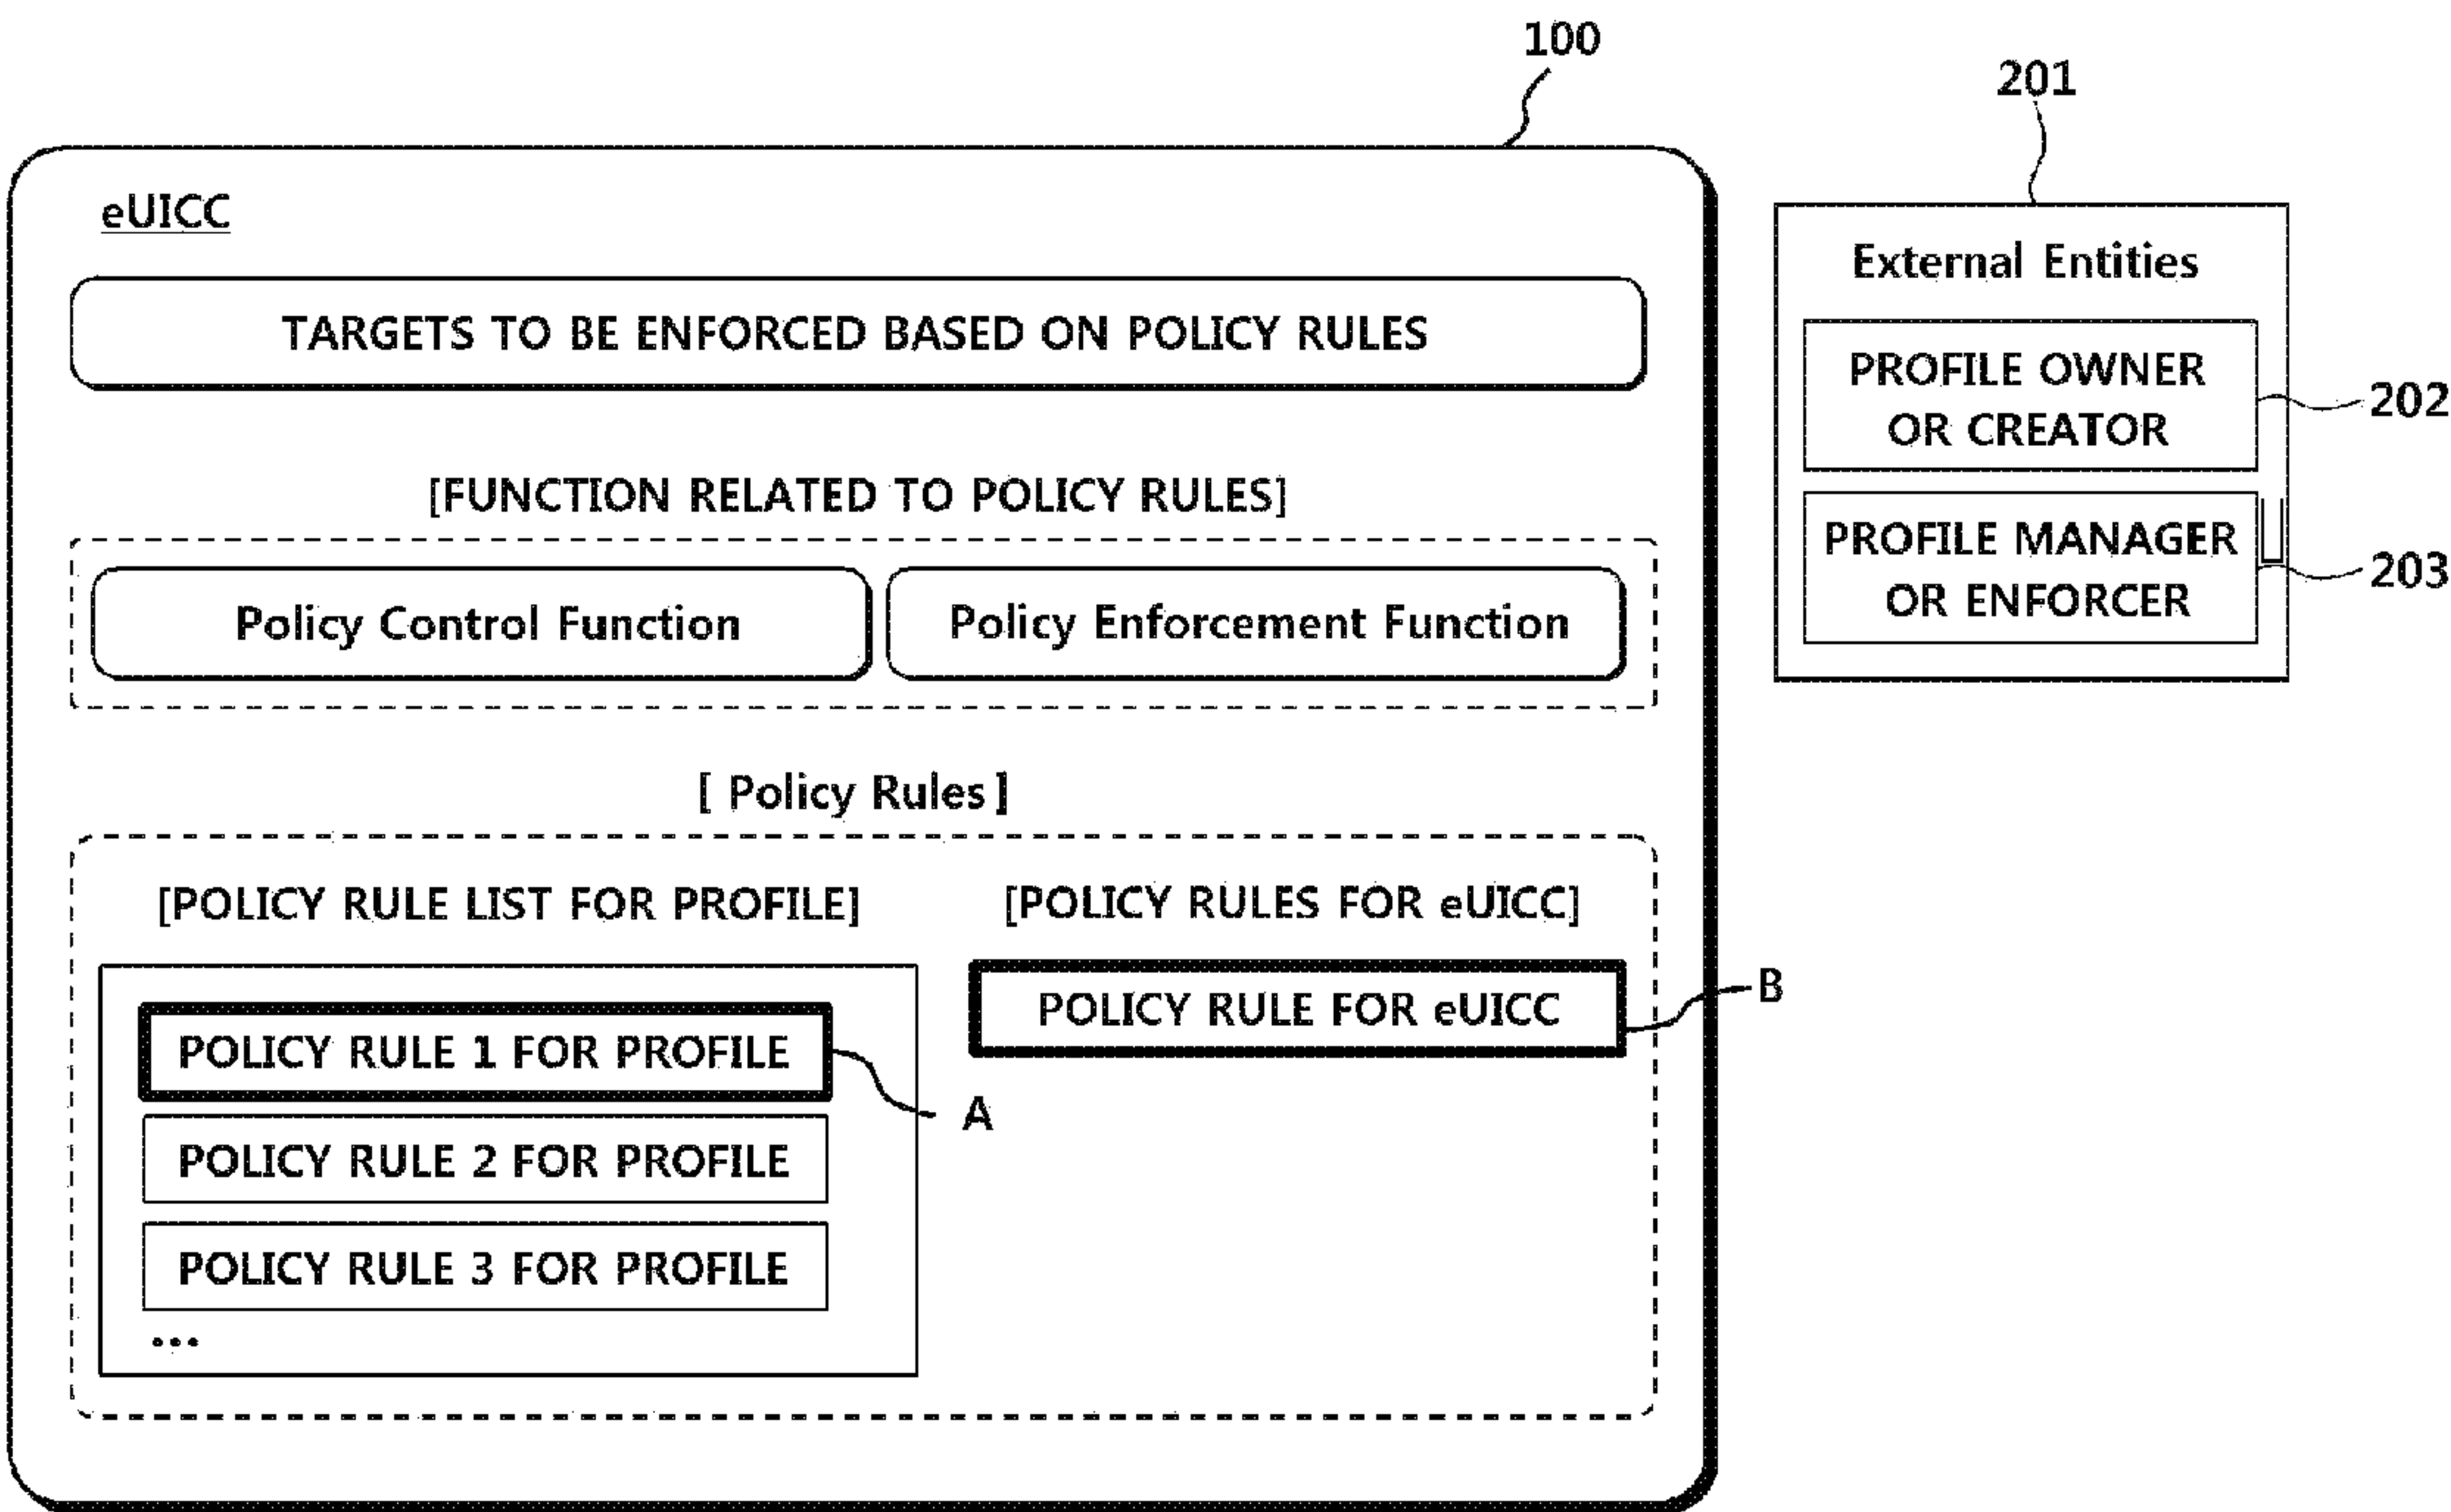 100
201
eUICC
External Entities
TARGETS TO BE ENFORCED BASED ON POLICY RULES
PROFILE OWNER
OR CREATOR
202
[FUNCTION RELATED TO POLICY RULES]
PROFILE MANAGER
OR ENFORCER
203
Policy Control Function
Policy Enforcement Function
[ Policy Rules ]
[POLICY RULE LIST FOR PROFILE]
[POLICY RULES FOR eUICC]
POLICY RULE FOR eUICC
B
POLICY RULE 1 FOR PROFILE
A
POLICY RULE 2 FOR PROFILE
POLICY RULE 3 FOR PROFILE
...